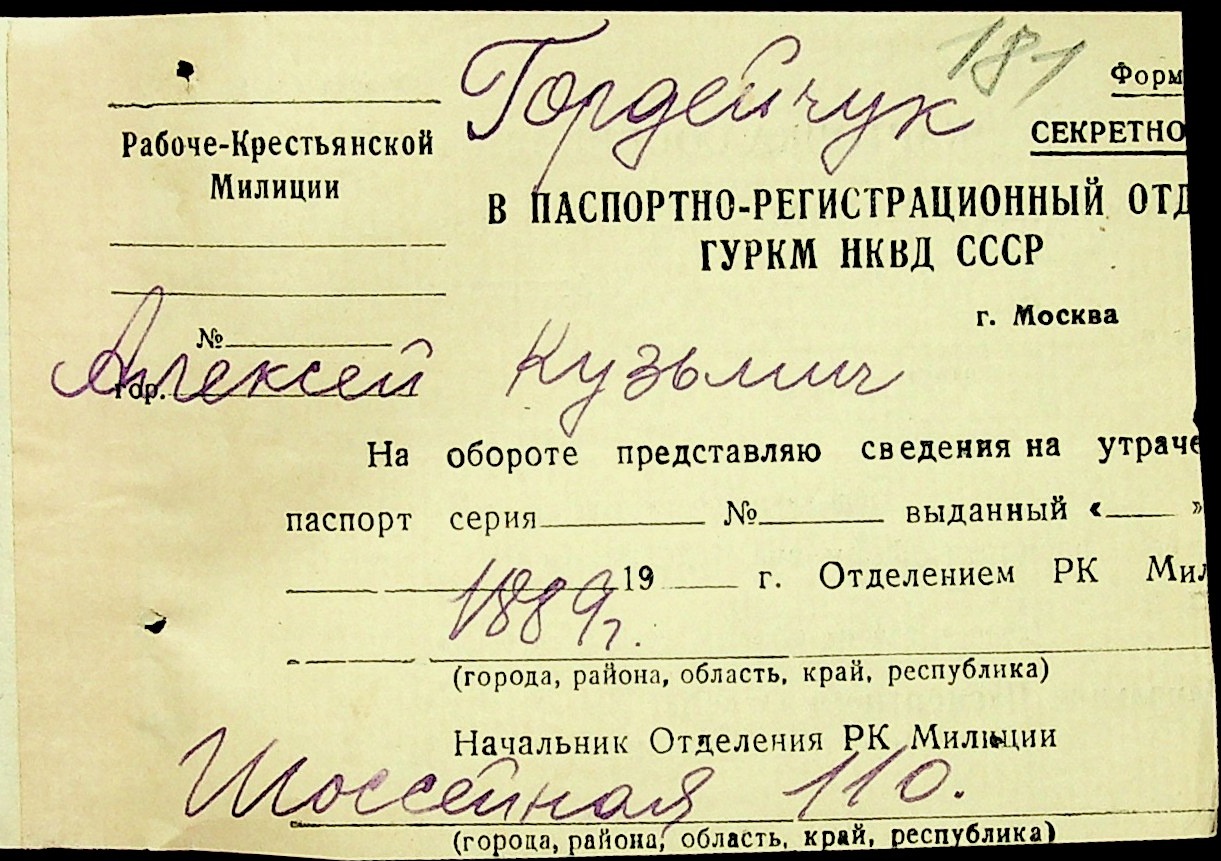 181
Гордейчук
Форм
СЕКРЕТНО
Рабоче-Крестьянской
Милиции
В ПАСПОРТНО-РЕГИСТРАЦИОННЫЙ ОТД
ГУРКМ НКВД СССР
г. Москва
№
гор.
Алексей Кузьмич
На обороте представляю сведения на утраче
паспорт серия № выданный « »
19 г. Отделением РК Мил
1889г.
(города, района, область, край, республика)
Начальник Отделения РК Милиции
Шоссейная 110.
(города, района, область, край, республика)